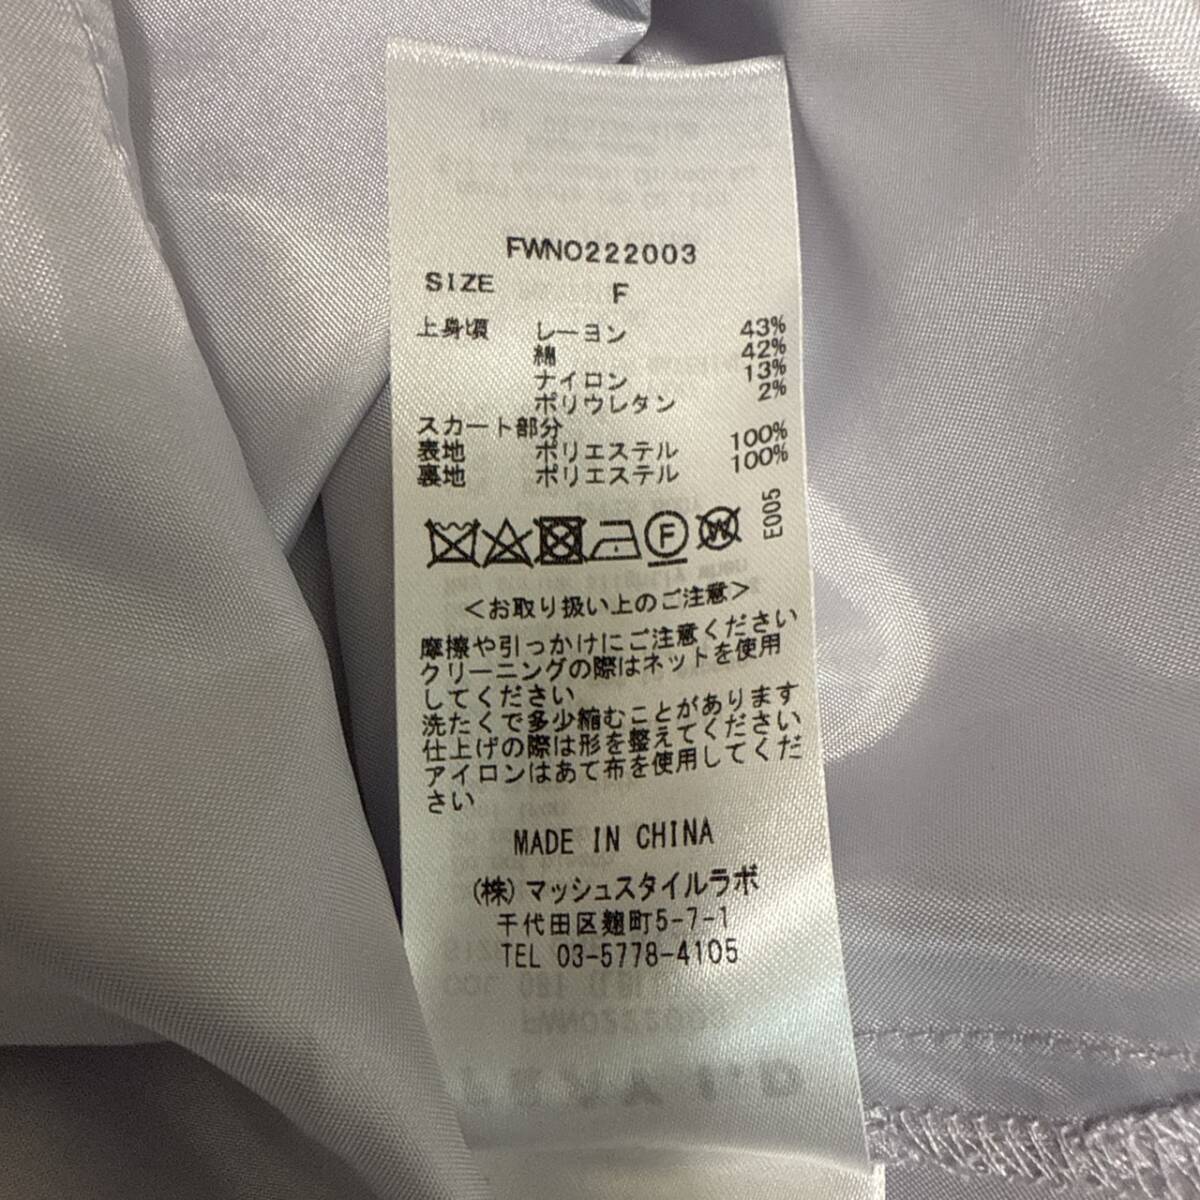 FWNO222003
SIZE F
上身頃 レーヨン 43%
綿 42%
ナイロン 13%
ポリウレタン 2%
スカート部分
表地 ポリエステル 100%
裏地 ポリエステル 100%
E005
F
W
<お取り扱い上のご注意>
摩擦や引っかけにご注意ください
クリーニングの際はネットを使用
してください
洗たくで多少縮むことがあります
仕上げの際は形を整えてください
アイロンはあて布を使用してくだ
さい
MADE IN CHINA
(株)マッシュスタイルラボ
千代田区麹町5-7-1
TEL 03-5778-4105